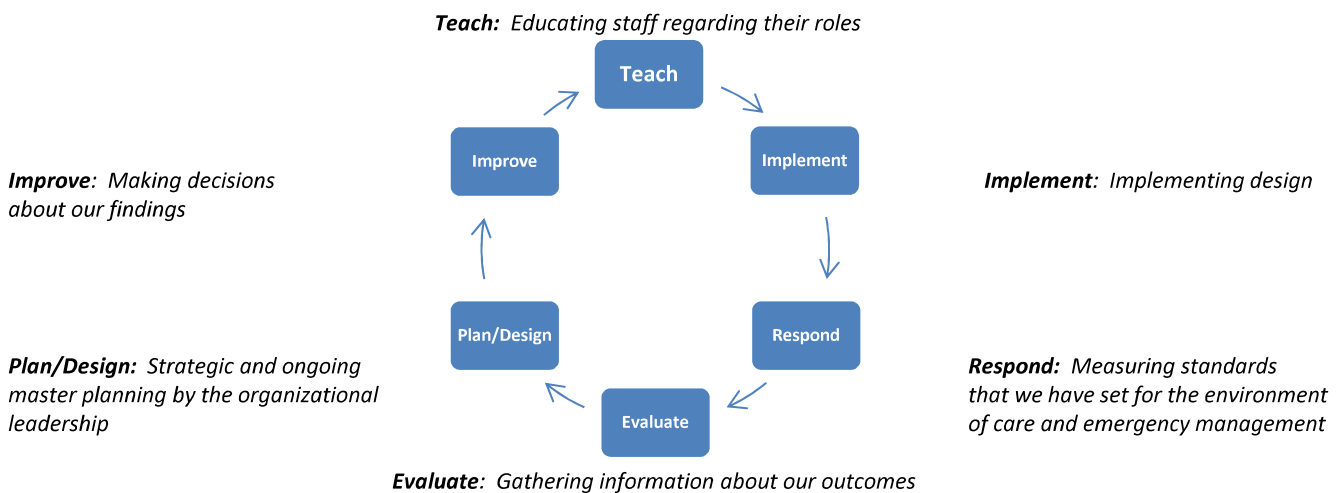 Teach: Educating staff regarding their roles
Teach
Improve
Implement
Improve: Making decisions
about our findings
Implement: Implementing design
Plan/Design
Respond
Plan/Design: Strategic and ongoing
master planning by the organizational
leadership
Respond: Measuring standards
that we have set for the environment
of care and emergency management
Evaluate
Evaluate: Gathering information about our outcomes